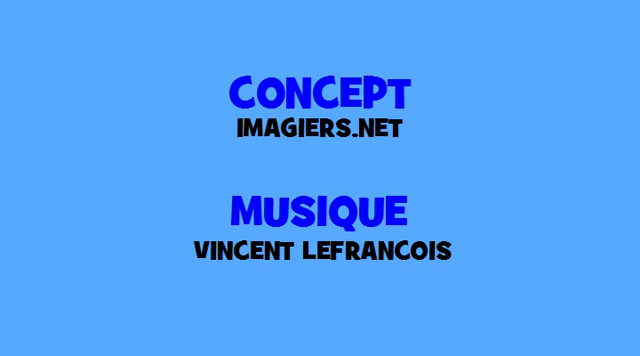 CONCEPT
IMAGIERS.NET
MUSIQUE
VINCENT LEFRANCOIS